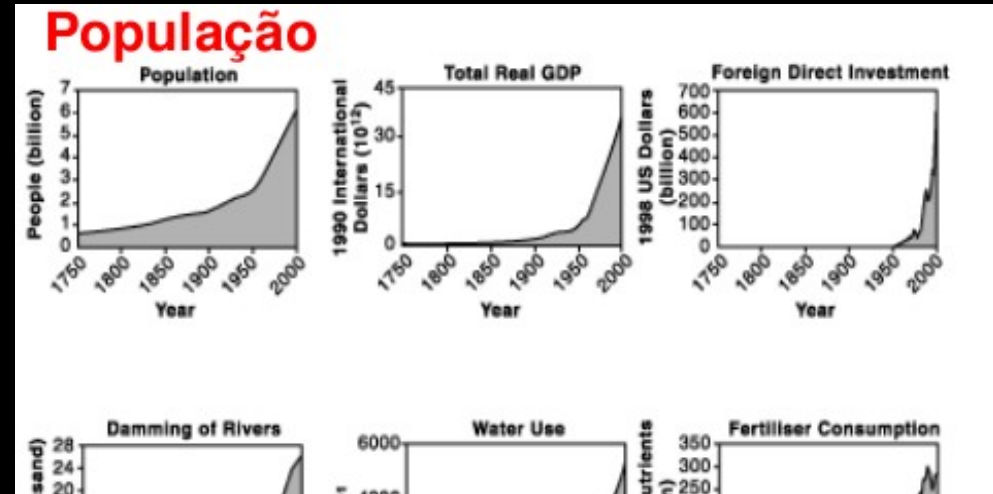 População
Population
People (billion)
7
6
5
4
3
2
1
0
1750
1800
1850
1900
1950
2000
Year
Total Real GDP
1990 International
Dollars (10¹²)
45
30
15
0
1750
1800
1850
1900
1950
2000
Year
Foreign Direct Investment
1998 US Dollars
(billion)
700
600
500
400
300
200
100
0
1750
1800
1850
1900
1950
2000
Year
Damming of Rivers
28
24
Water Use
6000
Fertiliser Consumption
350
300
250